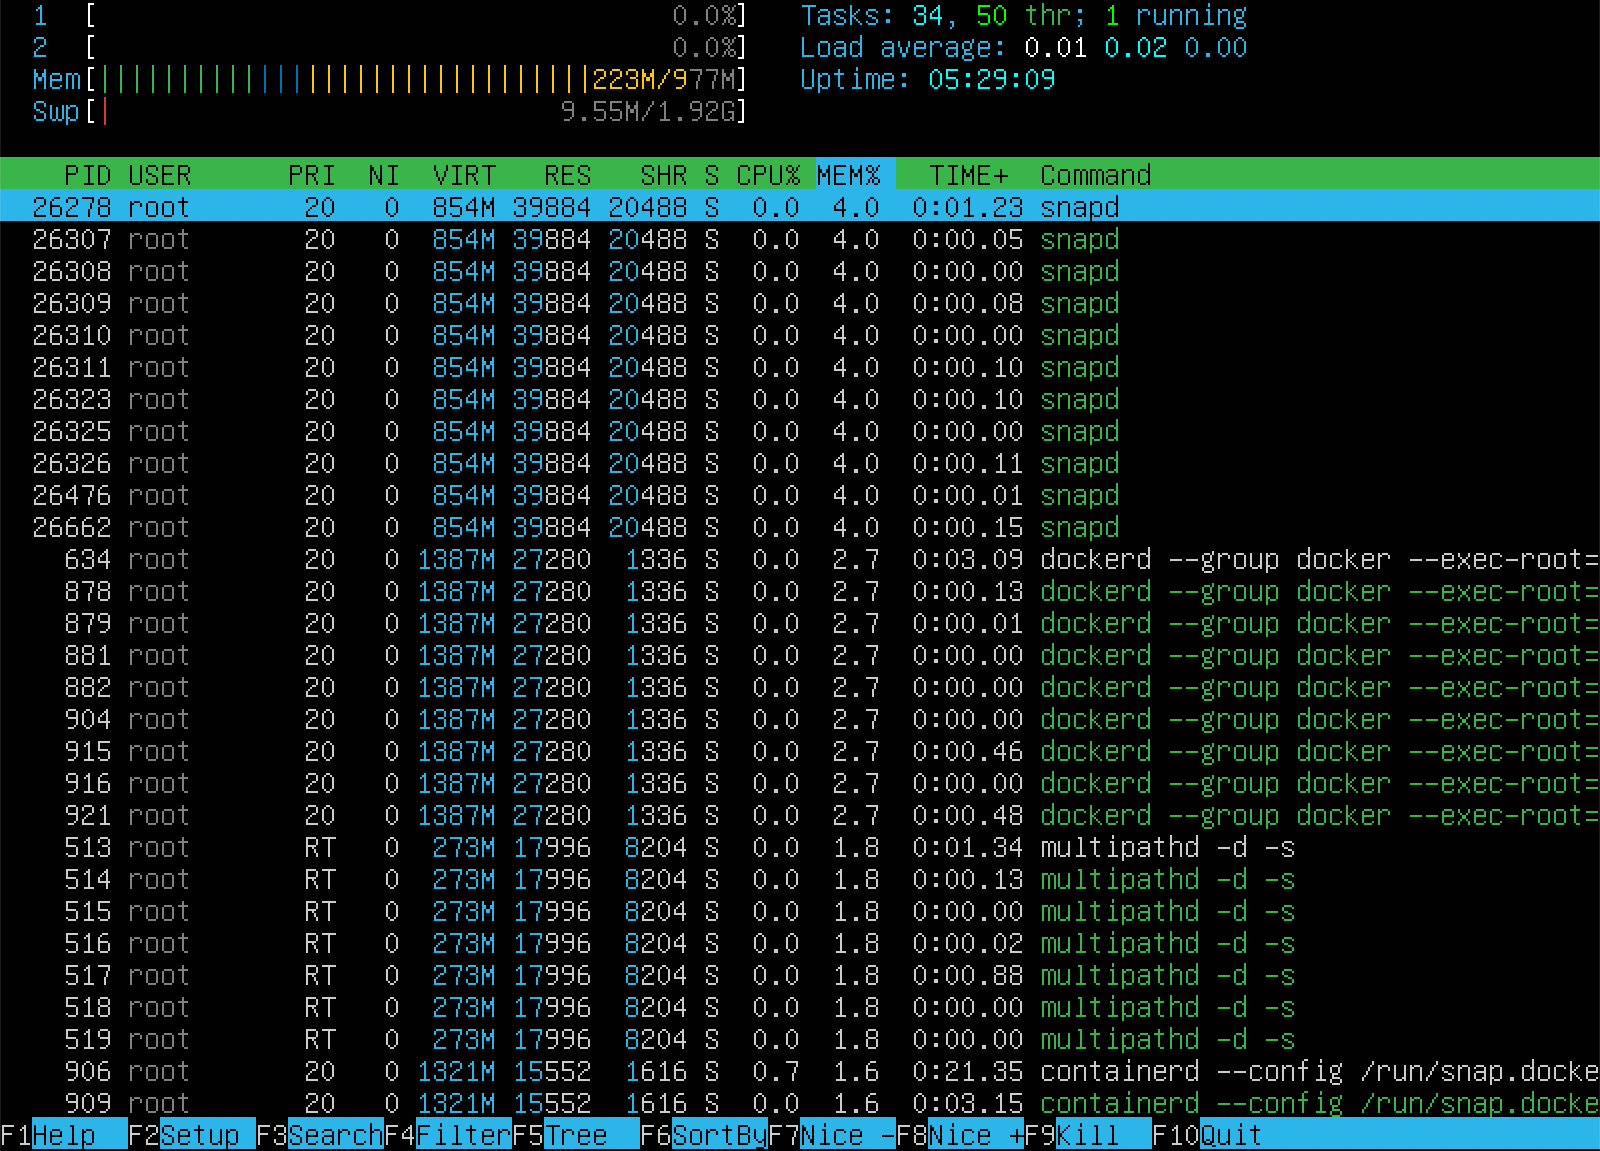 1  [                                    0.0%]   Tasks: 34, 50 thr; 1 running
2  [                                    0.0%]   Load average: 0.01 0.02 0.00
Mem[|||||||||||||||||||||||||||||||223M/977M]   Uptime: 05:29:09
Swp[|                            9.55M/1.92G]
PID USER      PRI  NI  VIRT   RES   SHR S CPU% MEM%   TIME+  Command
26278 root       20   0  854M 39884 20488 S  0.0  4.0  0:01.23 snapd
26307 root       20   0  854M 39884 20488 S  0.0  4.0  0:00.05 snapd
26308 root       20   0  854M 39884 20488 S  0.0  4.0  0:00.00 snapd
26309 root       20   0  854M 39884 20488 S  0.0  4.0  0:00.08 snapd
26310 root       20   0  854M 39884 20488 S  0.0  4.0  0:00.00 snapd
26311 root       20   0  854M 39884 20488 S  0.0  4.0  0:00.10 snapd
26323 root       20   0  854M 39884 20488 S  0.0  4.0  0:00.10 snapd
26325 root       20   0  854M 39884 20488 S  0.0  4.0  0:00.00 snapd
26326 root       20   0  854M 39884 20488 S  0.0  4.0  0:00.11 snapd
26476 root       20   0  854M 39884 20488 S  0.0  4.0  0:00.01 snapd
26662 root       20   0  854M 39884 20488 S  0.0  4.0  0:00.15 snapd
634 root       20   0 1387M 27280  1336 S  0.0  2.7  0:03.09 dockerd --group docker --exec-root=
878 root       20   0 1387M 27280  1336 S  0.0  2.7  0:00.13 dockerd --group docker --exec-root=
879 root       20   0 1387M 27280  1336 S  0.0  2.7  0:00.01 dockerd --group docker --exec-root=
881 root       20   0 1387M 27280  1336 S  0.0  2.7  0:00.00 dockerd --group docker --exec-root=
882 root       20   0 1387M 27280  1336 S  0.0  2.7  0:00.00 dockerd --group docker --exec-root=
904 root       20   0 1387M 27280  1336 S  0.0  2.7  0:00.00 dockerd --group docker --exec-root=
915 root       20   0 1387M 27280  1336 S  0.0  2.7  0:00.46 dockerd --group docker --exec-root=
916 root       20   0 1387M 27280  1336 S  0.0  2.7  0:00.00 dockerd --group docker --exec-root=
921 root       20   0 1387M 27280  1336 S  0.0  2.7  0:00.48 dockerd --group docker --exec-root=
513 root       RT   0  273M 17996  8204 S  0.0  1.8  0:01.34 multipathd -d -s
514 root       RT   0  273M 17996  8204 S  0.0  1.8  0:00.13 multipathd -d -s
515 root       RT   0  273M 17996  8204 S  0.0  1.8  0:00.00 multipathd -d -s
516 root       RT   0  273M 17996  8204 S  0.0  1.8  0:00.02 multipathd -d -s
517 root       RT   0  273M 17996  8204 S  0.0  1.8  0:00.88 multipathd -d -s
518 root       RT   0  273M 17996  8204 S  0.0  1.8  0:00.00 multipathd -d -s
519 root       RT   0  273M 17996  8204 S  0.0  1.8  0:00.00 multipathd -d -s
906 root       20   0 1321M 15552  1616 S  0.7  1.6  0:21.35 containerd --config /run/snap.docke
909 root       20   0 1321M 15552  1616 S  0.0  1.6  0:03.15 containerd --config /run/snap.docke
F1Help  F2Setup F3SearchF4FilterF5Tree  F6SortByF7Nice -F8Nice +F9Kill  F10Quit